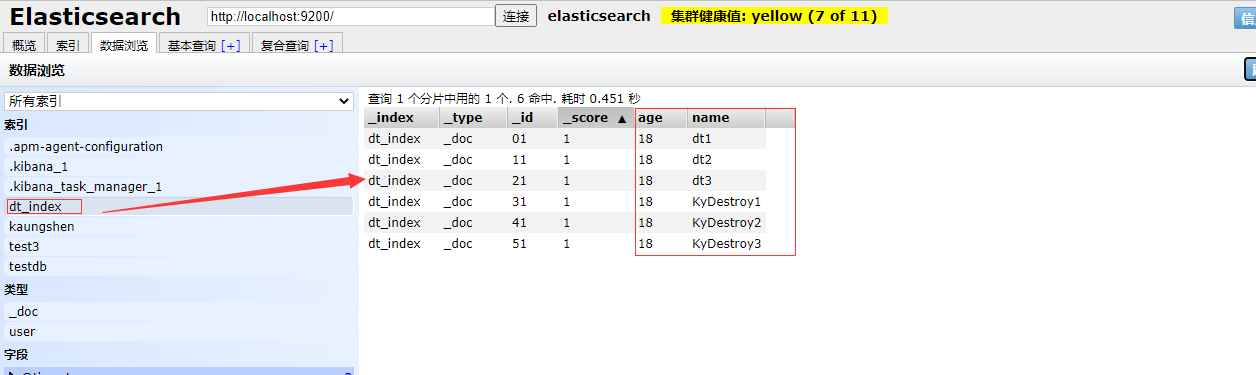 Elasticsearch http://localhost:9200/ 连接 elasticsearch 集群健康值: yellow (7 of 11) 信
概览 索引 数据浏览 基本查询 [+] 复合查询 [+]
数据浏览
所有索引
索引
.apm-agent-configuration
.kibana_1
.kibana_task_manager_1
dt_index
kaungshen
test3
testdb
类型
_doc
user
字段
查询 1 个分片中用的 1 个. 6 命中. 耗时 0.451 秒
_index _type _id _score ▲ age name
dt_index _doc 01 1 18 dt1
dt_index _doc 11 1 18 dt2
dt_index _doc 21 1 18 dt3
dt_index _doc 31 1 18 KyDestroy1
dt_index _doc 41 1 18 KyDestroy2
dt_index _doc 51 1 18 KyDestroy3